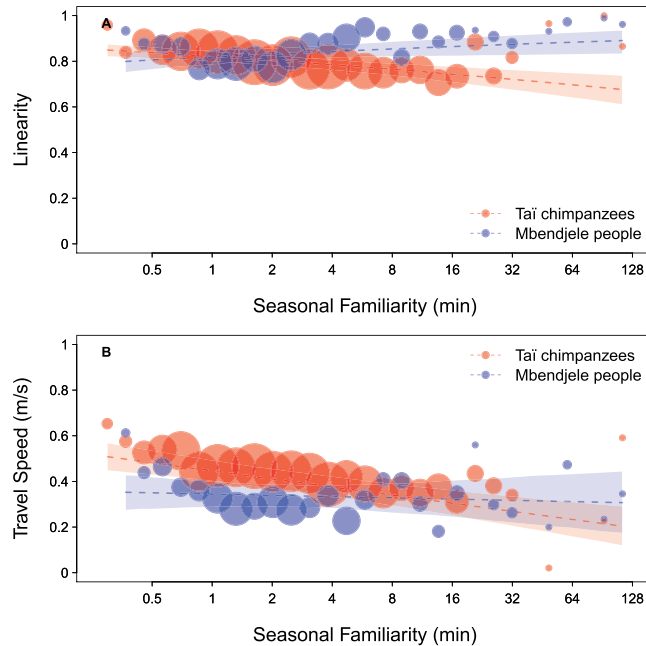 A
1
0.8
0.6
0.4
0.2
0
Linearity
Taï chimpanzees
Mbendjele people
0.5 1 2 4 8 16 32 64 128
Seasonal Familiarity (min)
B
1
0.8
0.6
0.4
0.2
0
Travel Speed (m/s)
Taï chimpanzees
Mbendjele people
0.5 1 2 4 8 16 32 64 128
Seasonal Familiarity (min)